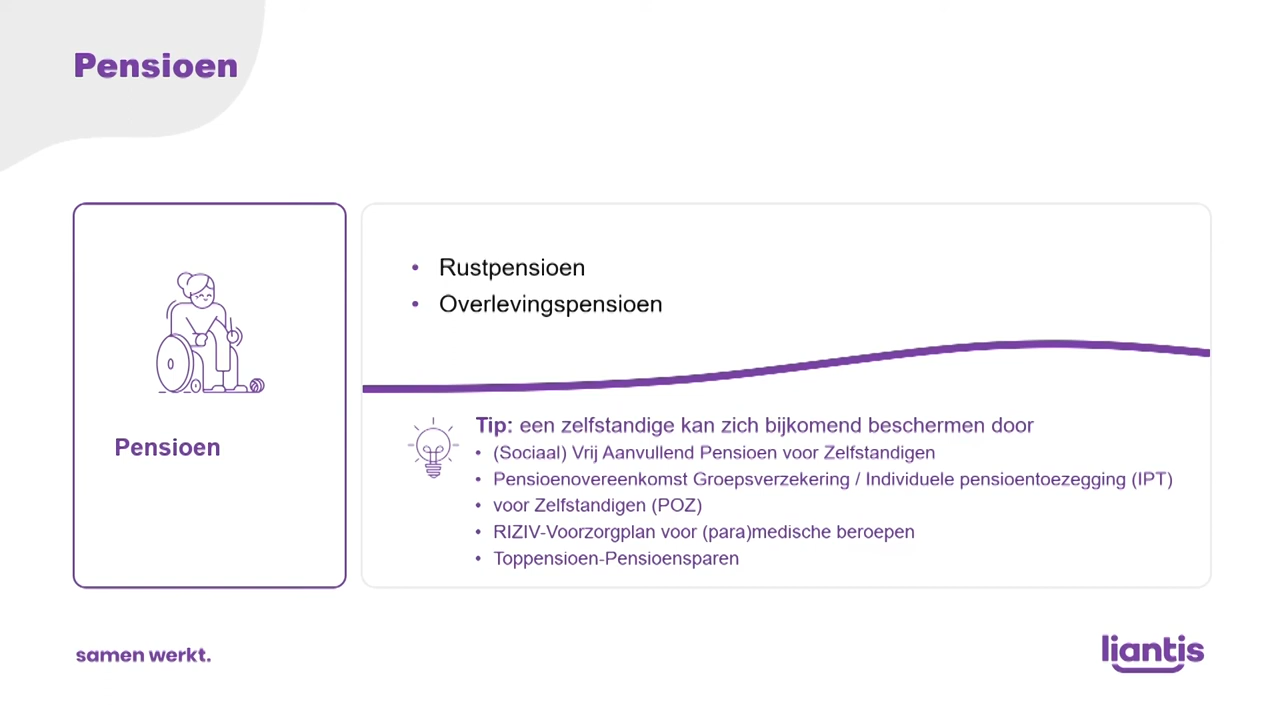 Pensioen
Pensioen
• Rustpensioen
• Overlevingspensioen
Tip: een zelfstandige kan zich bijkomend beschermen door
• (Sociaal) Vrij Aanvullend Pensioen voor Zelfstandigen
• Pensioenovereenkomst Groepsverzekering / Individuele pensioentoezegging (IPT)
• voor Zelfstandigen (POZ)
• RIZIV-Voorzorgplan voor (para)medische beroepen
• Toppensioen-Pensioensparen
samen werkt.
liantis